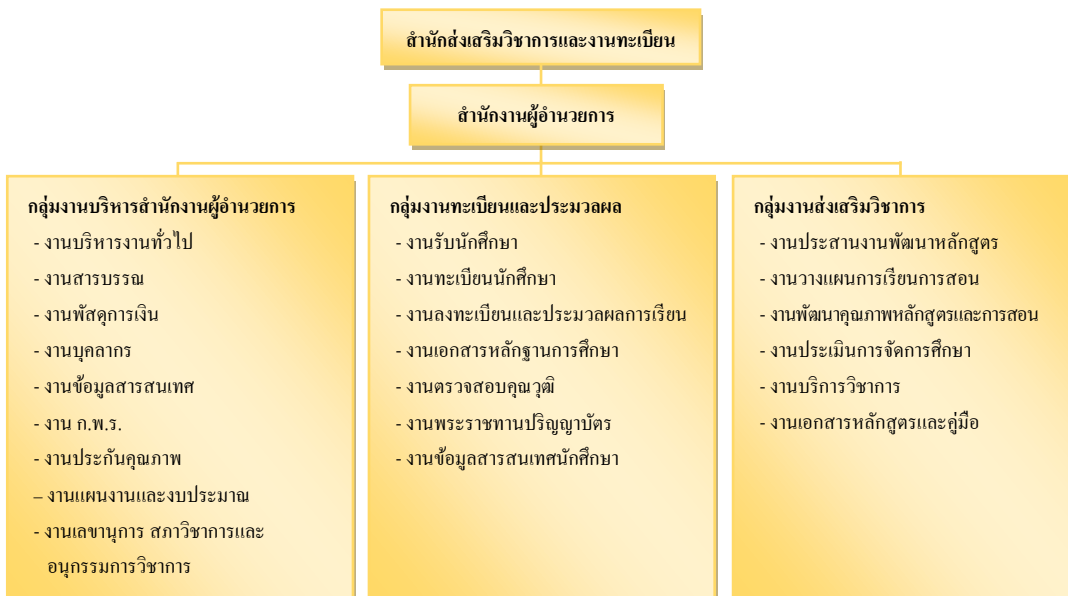 สำนักส่งเสริมวิชาการและงานทะเบียน
สำนักงานผู้อำนวยการ
กลุ่มงานบริหารสำนักงานผู้อำนวยการ
- งานบริหารงานทั่วไป
- งานสารบรรณ
- งานพัสดุการเงิน
- งานบุคลากร
- งานข้อมูลสารสนเทศ
- งาน ก.พ.ร.
- งานประกันคุณภาพ
– งานแผนงานและงบประมาณ
- งานเลขานุการ สภาวิชาการและ
อนุกรรมการวิชาการ
กลุ่มงานทะเบียนและประมวลผล
- งานรับนักศึกษา
- งานทะเบียนนักศึกษา
- งานลงทะเบียนและประมวลผลการเรียน
- งานเอกสารหลักฐานการศึกษา
- งานตรวจสอบคุณวุฒิ
- งานพระราชทานปริญญาบัตร
- งานข้อมูลสารสนเทศนักศึกษา
กลุ่มงานส่งเสริมวิชาการ
- งานประสานงานพัฒนาหลักสูตร
- งานวางแผนการเรียนการสอน
- งานพัฒนาคุณภาพหลักสูตรและการสอน
- งานประเมินการจัดการศึกษา
- งานบริการวิชาการ
- งานเอกสารหลักสูตรและคู่มือ